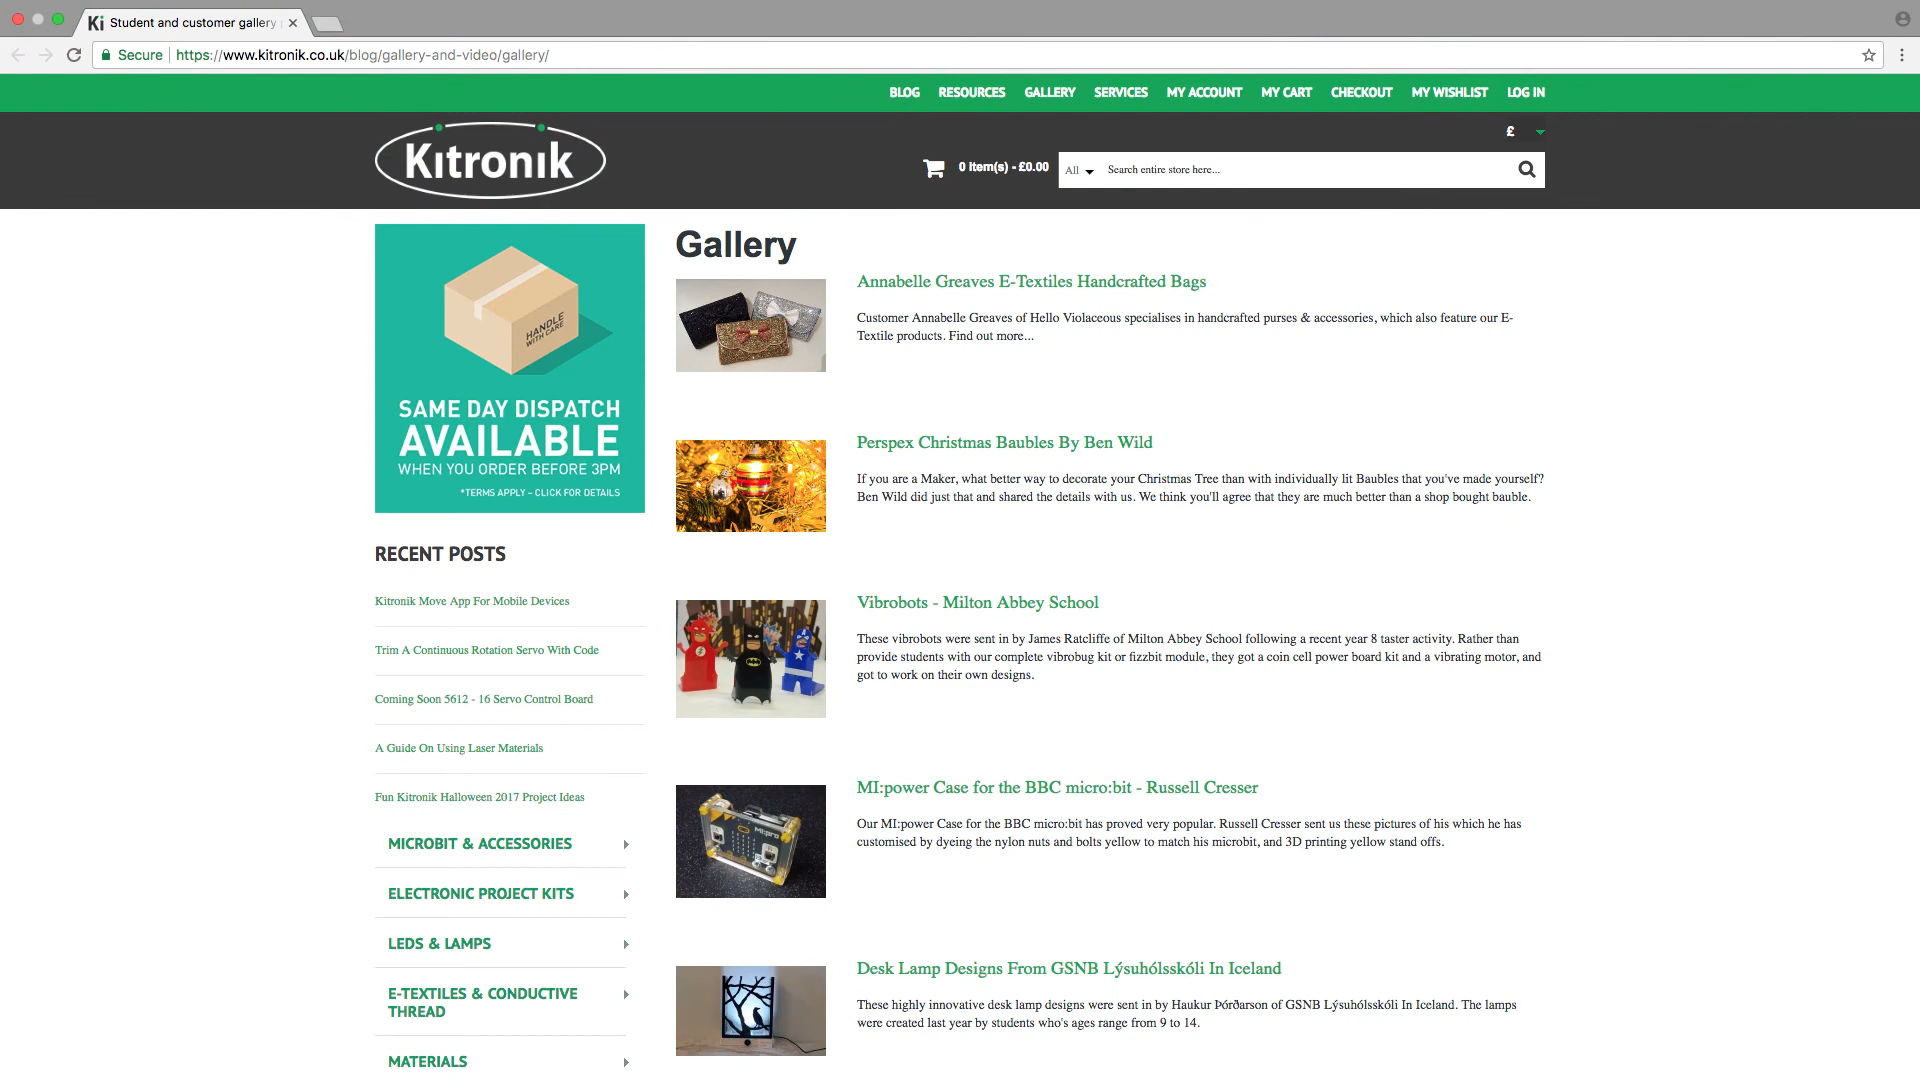 Ki Student and customer gallery
Secure https://www.kitronik.co.uk/blog/gallery-and-video/gallery/
BLOG RESOURCES GALLERY SERVICES MY ACCOUNT MY CART CHECKOUT MY WISHLIST LOG IN
£
Kitronik
0 item(s) - £0.00
All Search entire store here...
HANDLE
WITH CARE
SAME DAY DISPATCH
AVAILABLE
WHEN YOU ORDER BEFORE 3PM
*TERMS APPLY – CLICK FOR DETAILS
RECENT POSTS
Kitronik Move App For Mobile Devices
Trim A Continuous Rotation Servo With Code
Coming Soon 5612 - 16 Servo Control Board
A Guide On Using Laser Materials
Fun Kitronik Halloween 2017 Project Ideas
MICROBIT & ACCESSORIES
ELECTRONIC PROJECT KITS
LEDS & LAMPS
E-TEXTILES & CONDUCTIVE
THREAD
MATERIALS
Gallery
Annabelle Greaves E-Textiles Handcrafted Bags
Customer Annabelle Greaves of Hello Violaceous specialises in handcrafted purses & accessories, which also feature our E-
Textile products. Find out more...
Perspex Christmas Baubles By Ben Wild
If you are a Maker, what better way to decorate your Christmas Tree than with individually lit Baubles that you've made yourself?
Ben Wild did just that and shared the details with us. We think you'll agree that they are much better than a shop bought bauble.
Vibrobots - Milton Abbey School
These vibrobots were sent in by James Ratcliffe of Milton Abbey School following a recent year 8 taster activity. Rather than
provide students with our complete vibrobug kit or fizzbit module, they got a coin cell power board kit and a vibrating motor, and
got to work on their own designs.
MI:power Case for the BBC micro:bit - Russell Cresser
Our MI:power Case for the BBC micro:bit has proved very popular. Russell Cresser sent us these pictures of his which he has
customised by dyeing the nylon nuts and bolts yellow to match his microbit, and 3D printing yellow stand offs.
MI:pro
Desk Lamp Designs From GSNB Lýsuhólsskóli In Iceland
These highly innovative desk lamp designs were sent in by Haukur Þórðarson of GSNB Lýsuhólsskóli In Iceland. The lamps
were created last year by students who's ages range from 9 to 14.